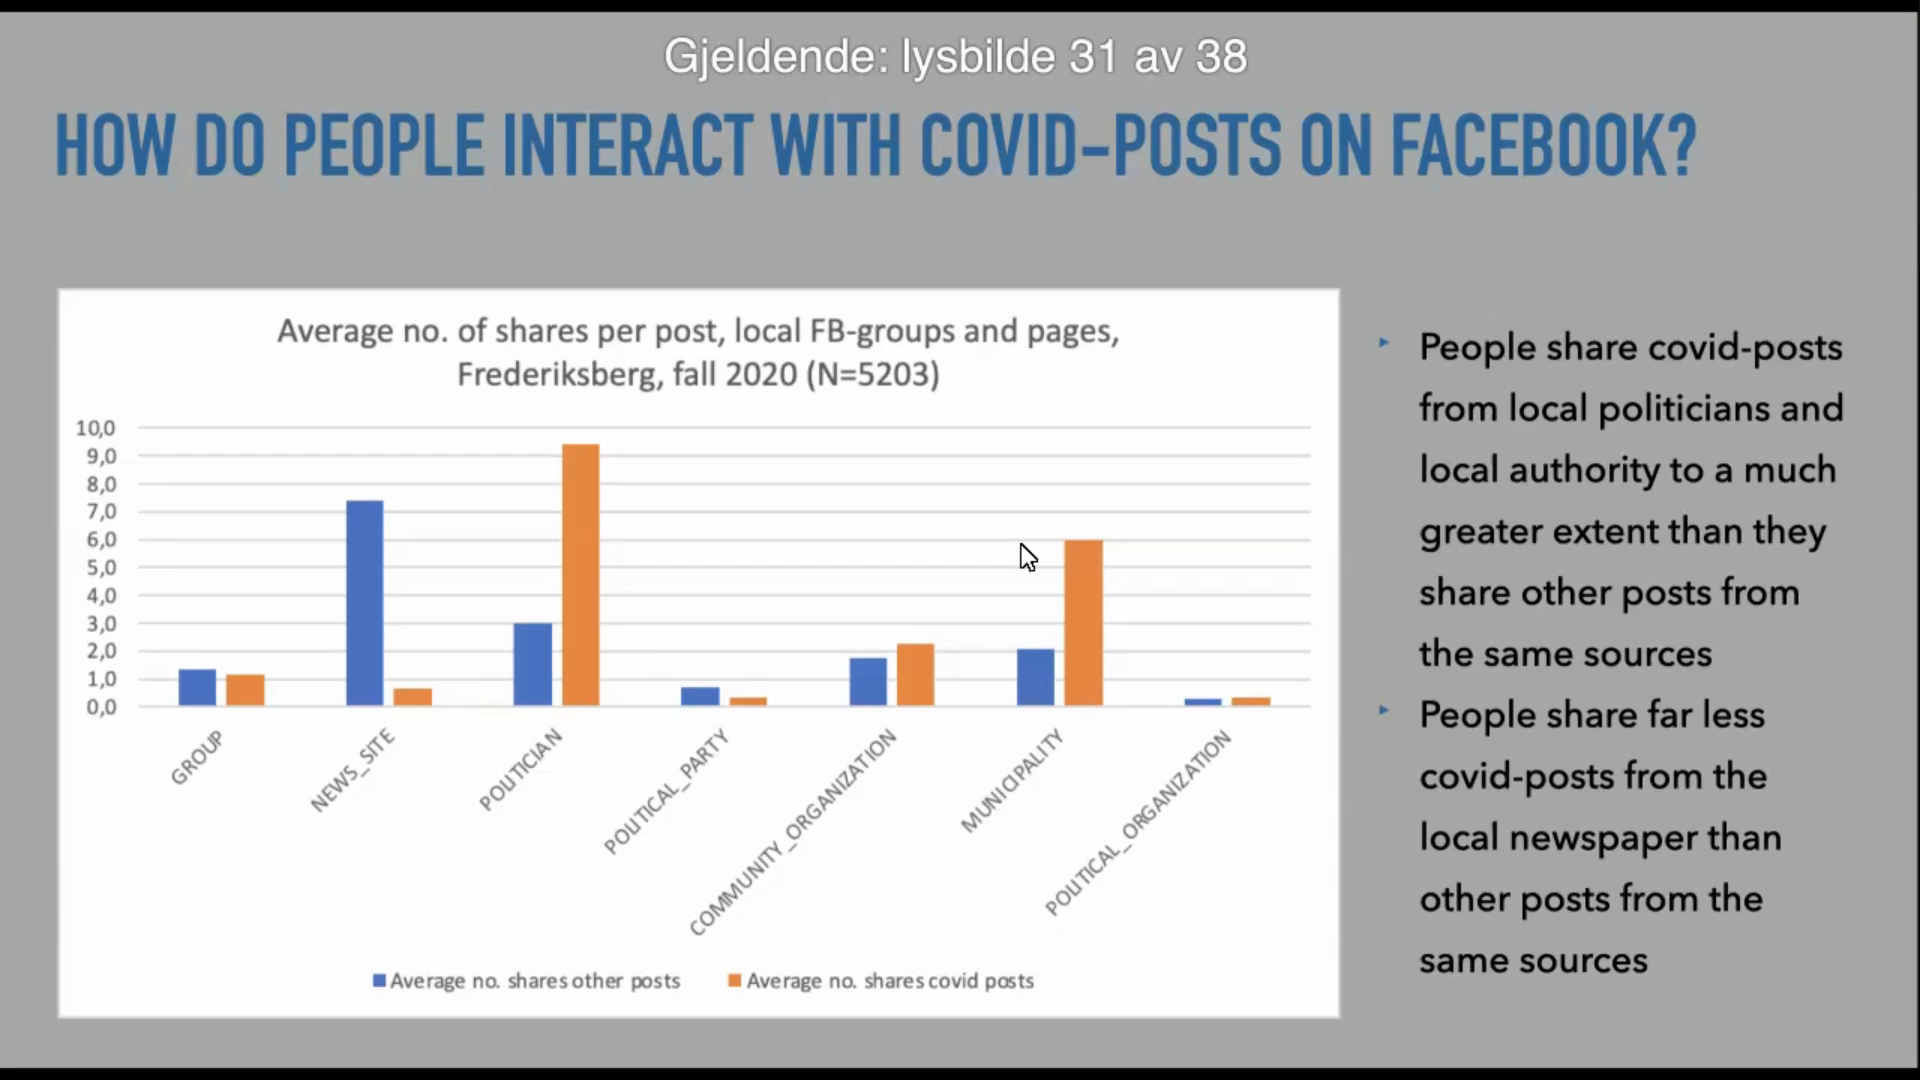 Gjeldende: lysbilde 31 av 38
HOW DO PEOPLE INTERACT WITH COVID-POSTS ON FACEBOOK?
Average no. of shares per post, local FB-groups and pages,
Frederiksberg, fall 2020 (N=5203)
10,0
9,0
8,0
7,0
6,0
5,0
4,0
3,0
2,0
1,0
0,0
GROUP
NEWS_SITE
POLITICIAN
POLITICAL_PARTY
COMMUNITY_ORGANIZATION
MUNICIPALITY
POLITICAL_ORGANIZATION
Average no. shares other posts
Average no. shares covid posts
People share covid-posts
from local politicians and
local authority to a much
greater extent than they
share other posts from
the same sources
People share far less
covid-posts from the
local newspaper than
other posts from the
same sources